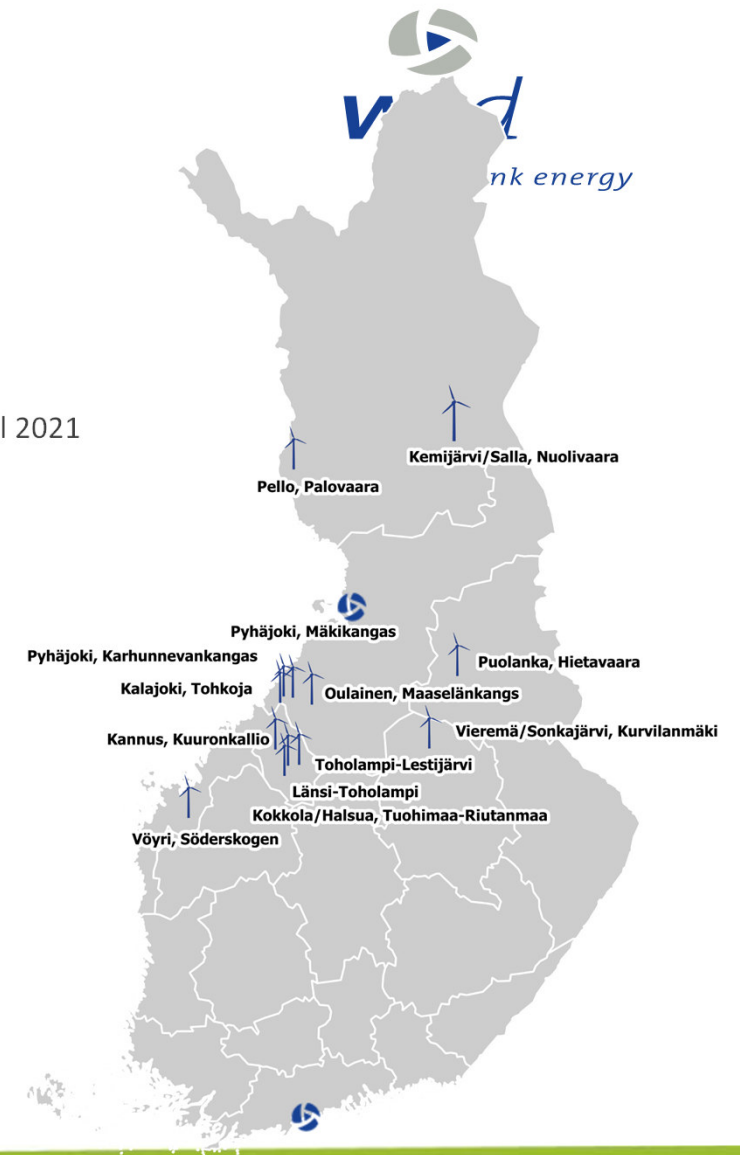 nk energy
l 2021
Kemijärvi/Salla, Nuolivaara
Pello, Palovaara
Pyhäjoki, Mäkikangas
Pyhäjoki, Karhunnevankangas
Puolanka, Hietavaara
Kalajoki, Tohkoja
Oulainen, Maaselänkangs
Vieremä/Sonkajärvi, Kurvilanmäki
Kannus, Kuuronkallio
Toholampi-Lestijärvi
Länsi-Toholampi
Kokkola/Halsua, Tuohimaa-Riutanmaa
Vöyri, Söderskogen